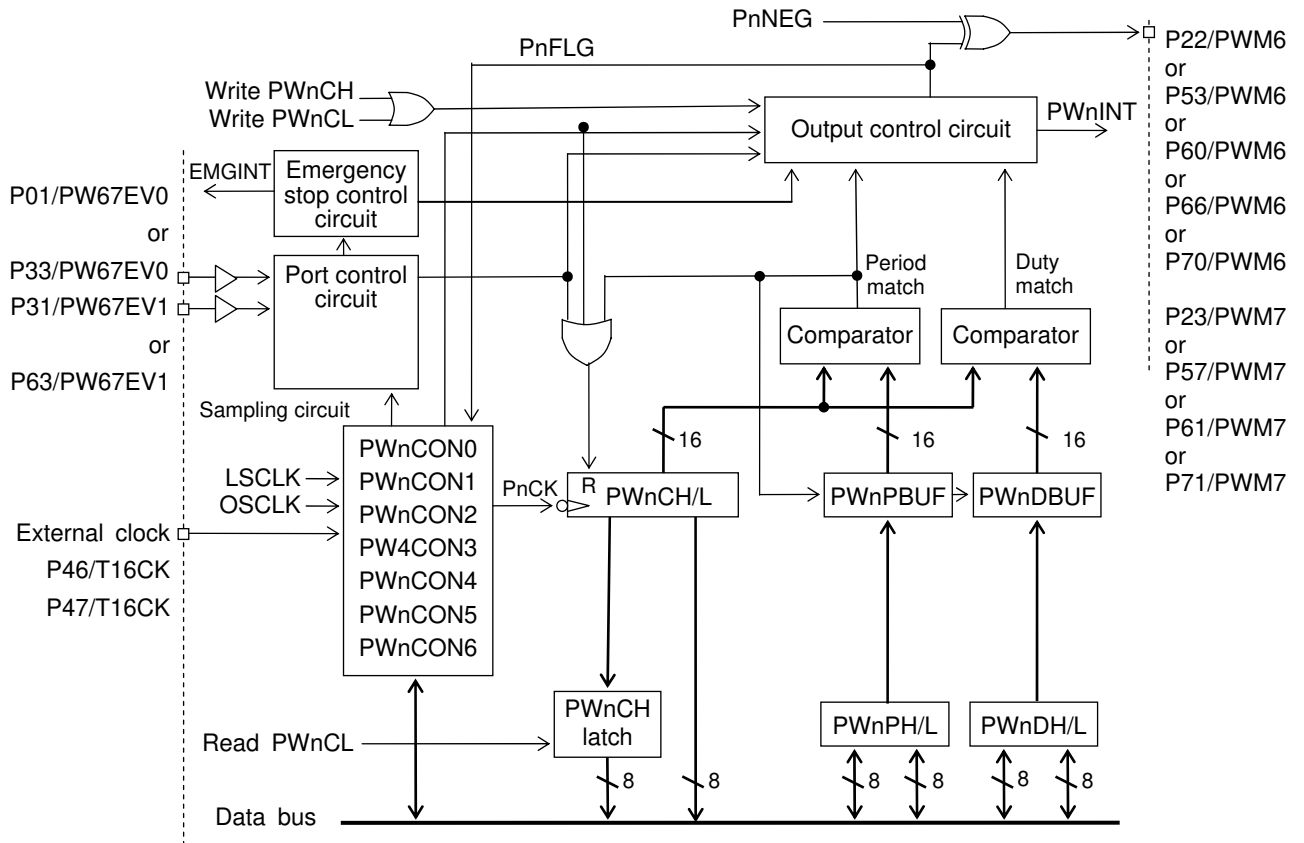 PnNEG
PnFLG
Write PWnCH
Write PWnCL
Output control circuit
PWnINT
P22/PWM6
or
P53/PWM6
or
P60/PWM6
or
P66/PWM6
or
P70/PWM6
P23/PWM7
or
P57/PWM7
or
P61/PWM7
or
P71/PWM7
EMGINT
Emergency
stop control
circuit
P01/PW67EV0
or
P33/PW67EV0
P31/PW67EV1
or
P63/PW67EV1
Port control
circuit
Period
match
Duty
match
Comparator
Comparator
Sampling circuit
16
16
16
LSCLK
OSCLK
External clock
P46/T16CK
P47/T16CK
PWnCON0
PWnCON1
PWnCON2
PW4CON3
PWnCON4
PWnCON5
PWnCON6
PnCK
R
PWnCH/L
PWnPBUF
PWnDBUF
PWnCH
latch
Read PWnCL
PWnPH/L
PWnDH/L
8
8
8
8
8
8
Data bus